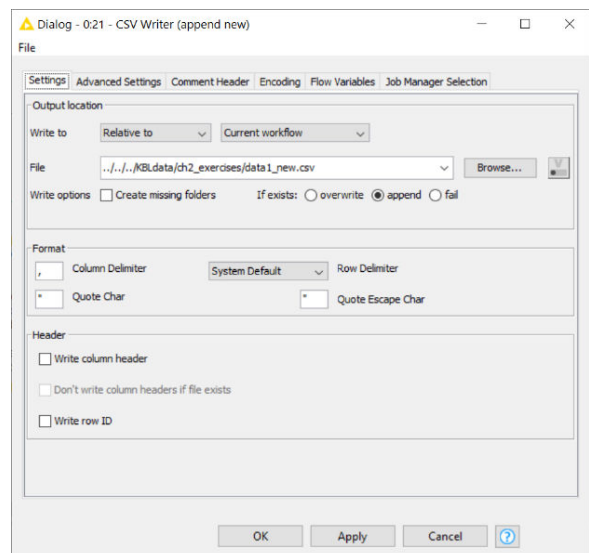 Dialog - 0:21 - CSV Writer (append new)
File
Settings Advanced Settings Comment Header Encoding Flow Variables Job Manager Selection
Output location
Write to Relative to Current workflow
File ../../../KBLdata/ch2_exercises/data1_new.csv Browse...
Write options Create missing folders If exists: overwrite append fail
Format
, Column Delimiter System Default Row Delimiter
" Quote Char " Quote Escape Char
Header
Write column header
Don't write column headers if file exists
Write row ID
OK Apply Cancel ?